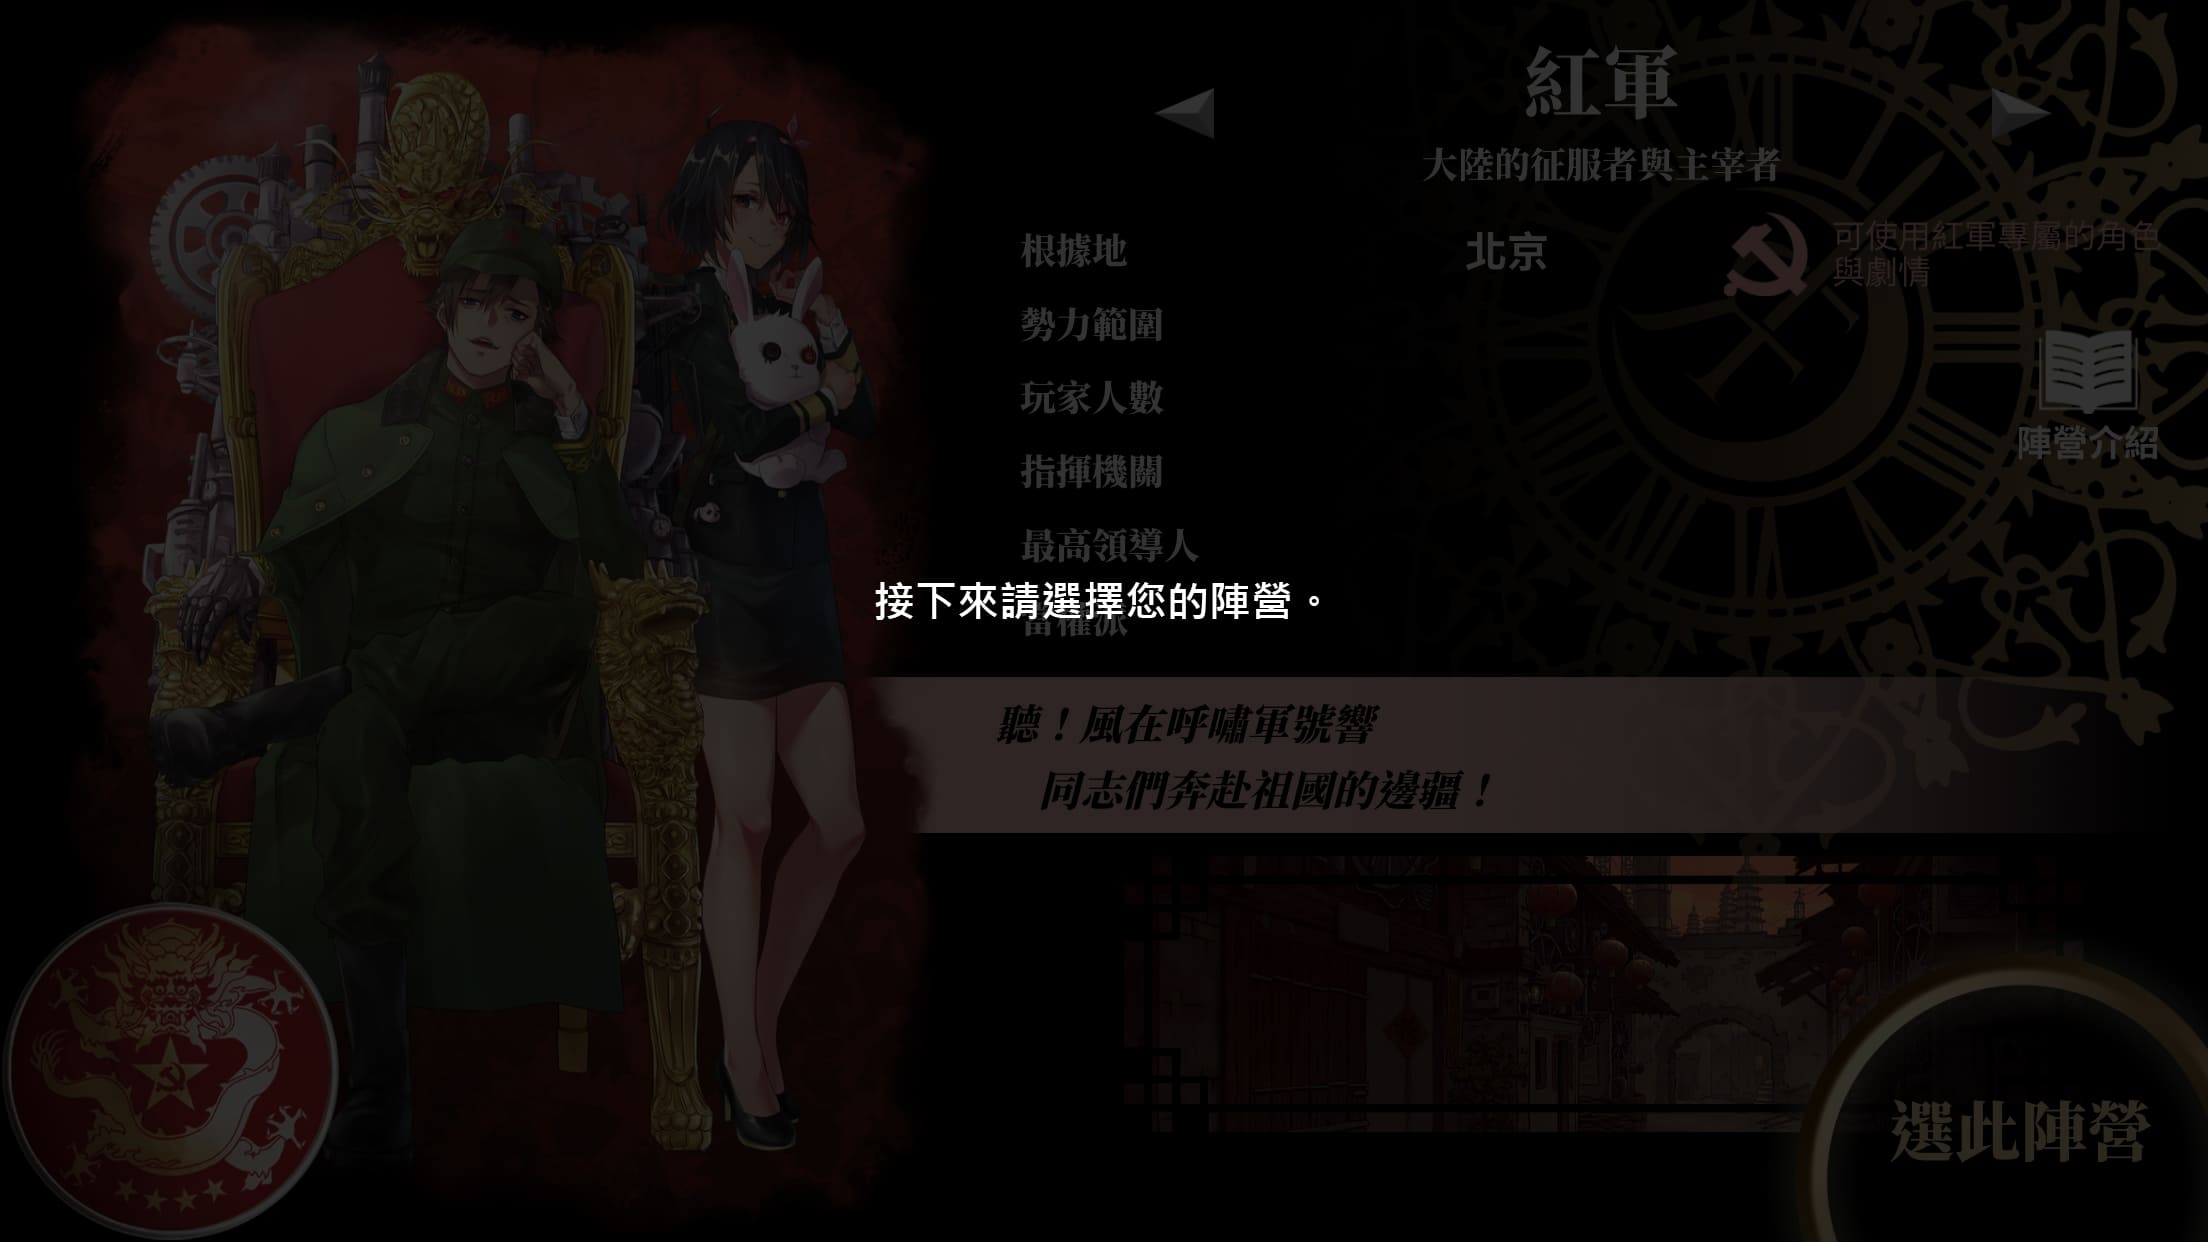 紅軍
大陸的征服者與主宰者
根據地
北京
可使用紅軍專屬的角色
與劇情
勢力範圍
玩家人數
陣營介紹
指揮機關
最高領導人
接下來請選擇您的陣營。
當權派
聽！風在呼嘯軍號響
同志們奔赴祖國的邊疆！
選此陣營